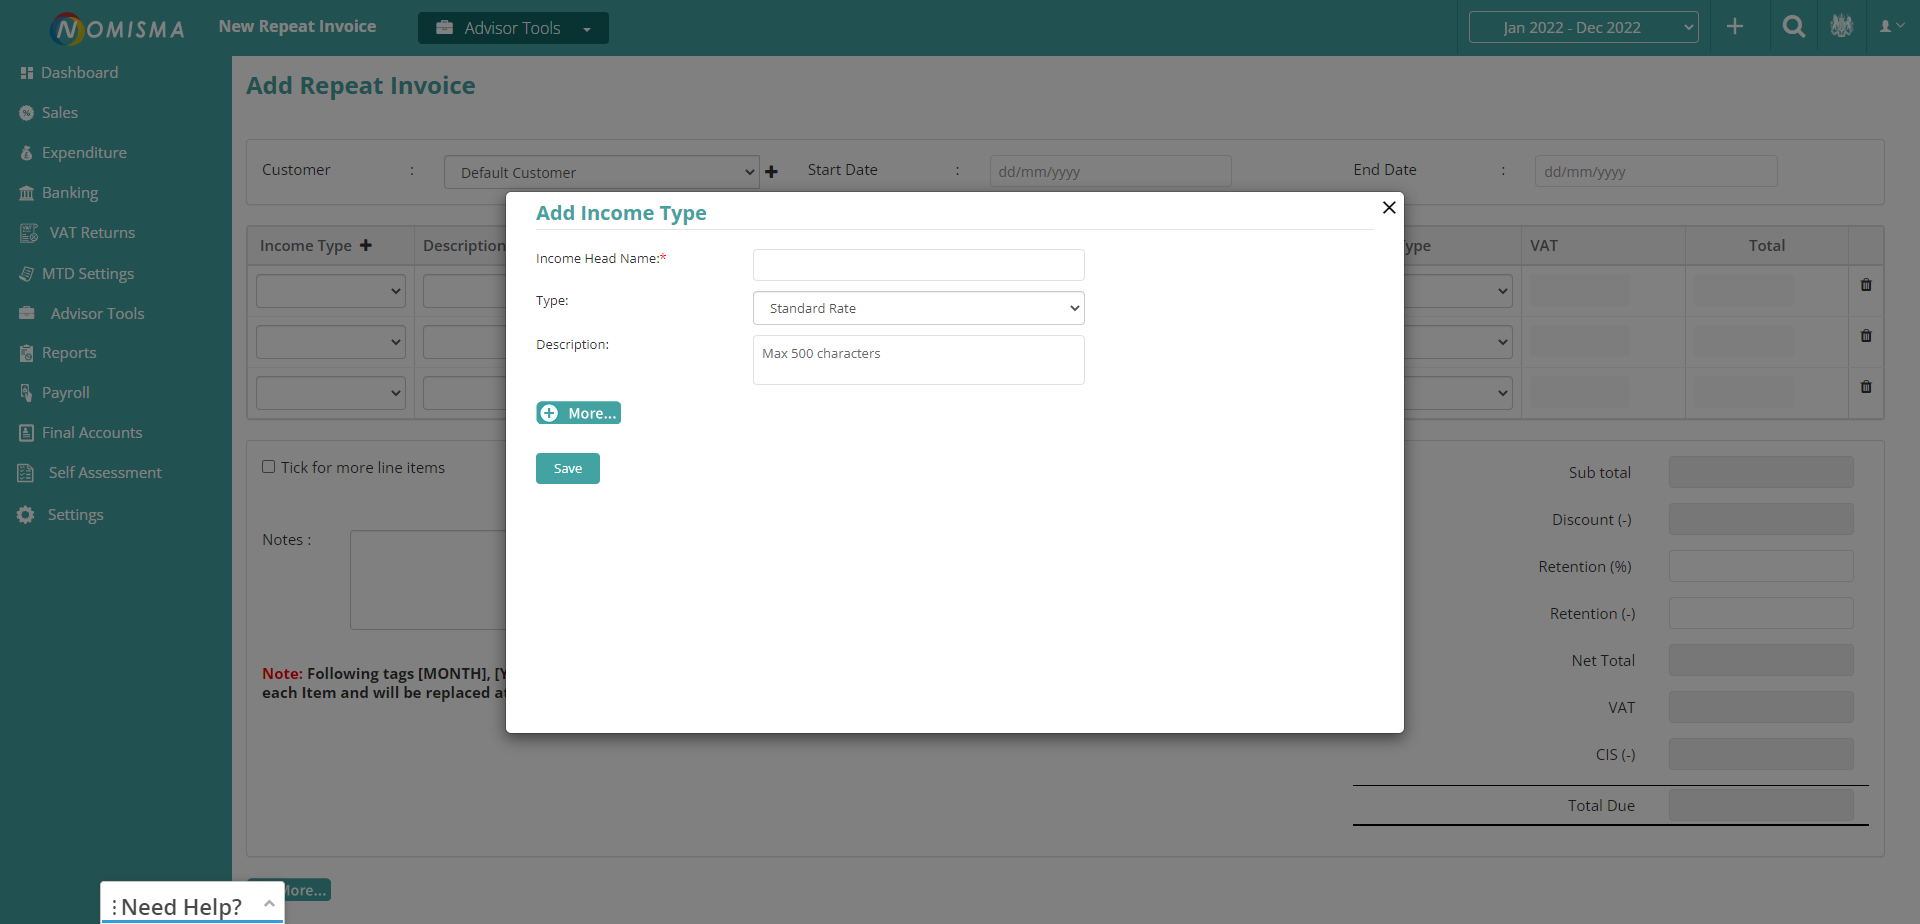 NOMISMA
New Repeat Invoice
Advisor Tools
Jan 2022 - Dec 2022
Dashboard
Sales
Expenditure
Banking
VAT Returns
MTD Settings
Advisor Tools
Reports
Payroll
Final Accounts
Self Assessment
Settings
Add Repeat Invoice
Customer : Default Customer
Start Date : dd/mm/yyyy
End Date : dd/mm/yyyy
Income Type Description ype VAT Total
Add Income Type
Income Head Name:*
Type: Standard Rate
Description: Max 500 characters
More...
Save
Tick for more line items
Notes :
Note: Following tags [MONTH], [Y
each Item and will be replaced at
Sub total
Discount (-)
Retention (%)
Retention (-)
Net Total
VAT
CIS (-)
Total Due
More...
Need Help?